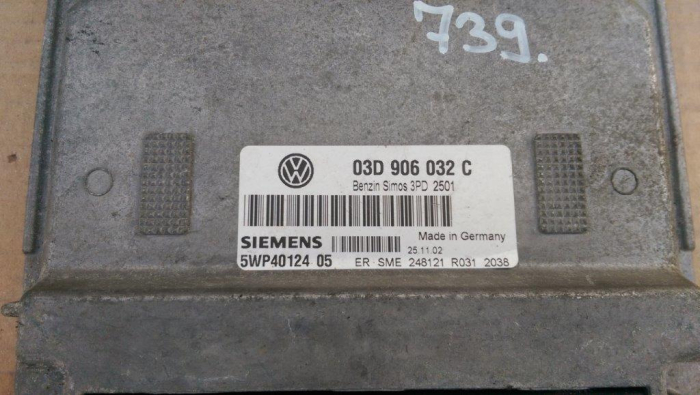 739.
03D 906 032 C
Benzin Simos 3PD 2501
SIEMENS
Made in Germany
25.11.02
5WP40124 05
ER SME 248121 R031 2038